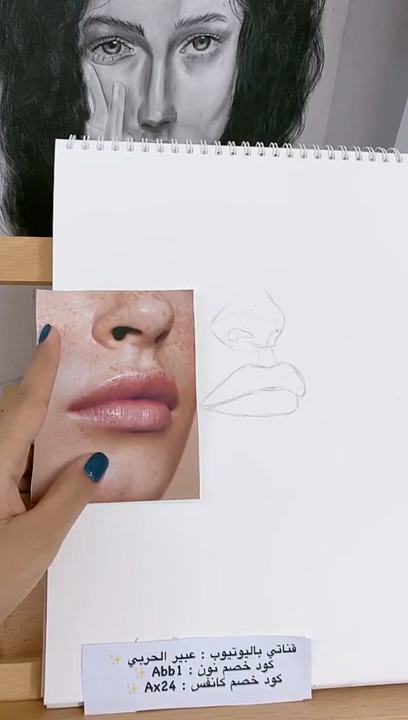 قناتي باليوتيوب : عبير الحربي ✨
كود خصم نون : Abb1 ✨
كود خصم كانفس : Ax24 ✨